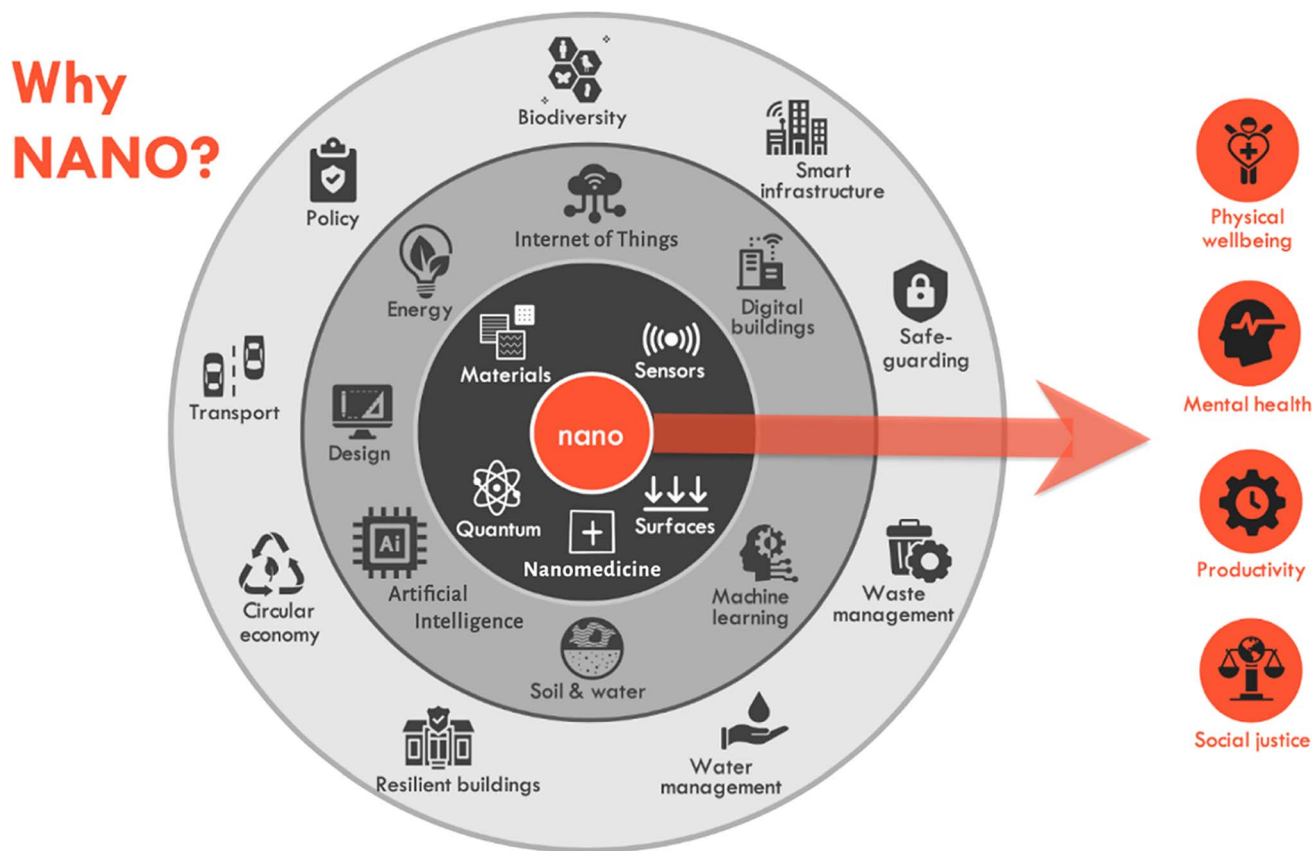 Why
NANO?
Biodiversity
Smart
infrastructure
Policy
Internet of Things
Energy
Digital
buildings
Safe-
guarding
Materials
Sensors
Transport
Design
nano
Quantum
Surfaces
Nanomedicine
Ai
Artificial
Intelligence
Machine
learning
Waste
management
Circular
economy
Soil & water
Resilient buildings
Water
management
Physical
wellbeing
Mental health
Productivity
Social justice